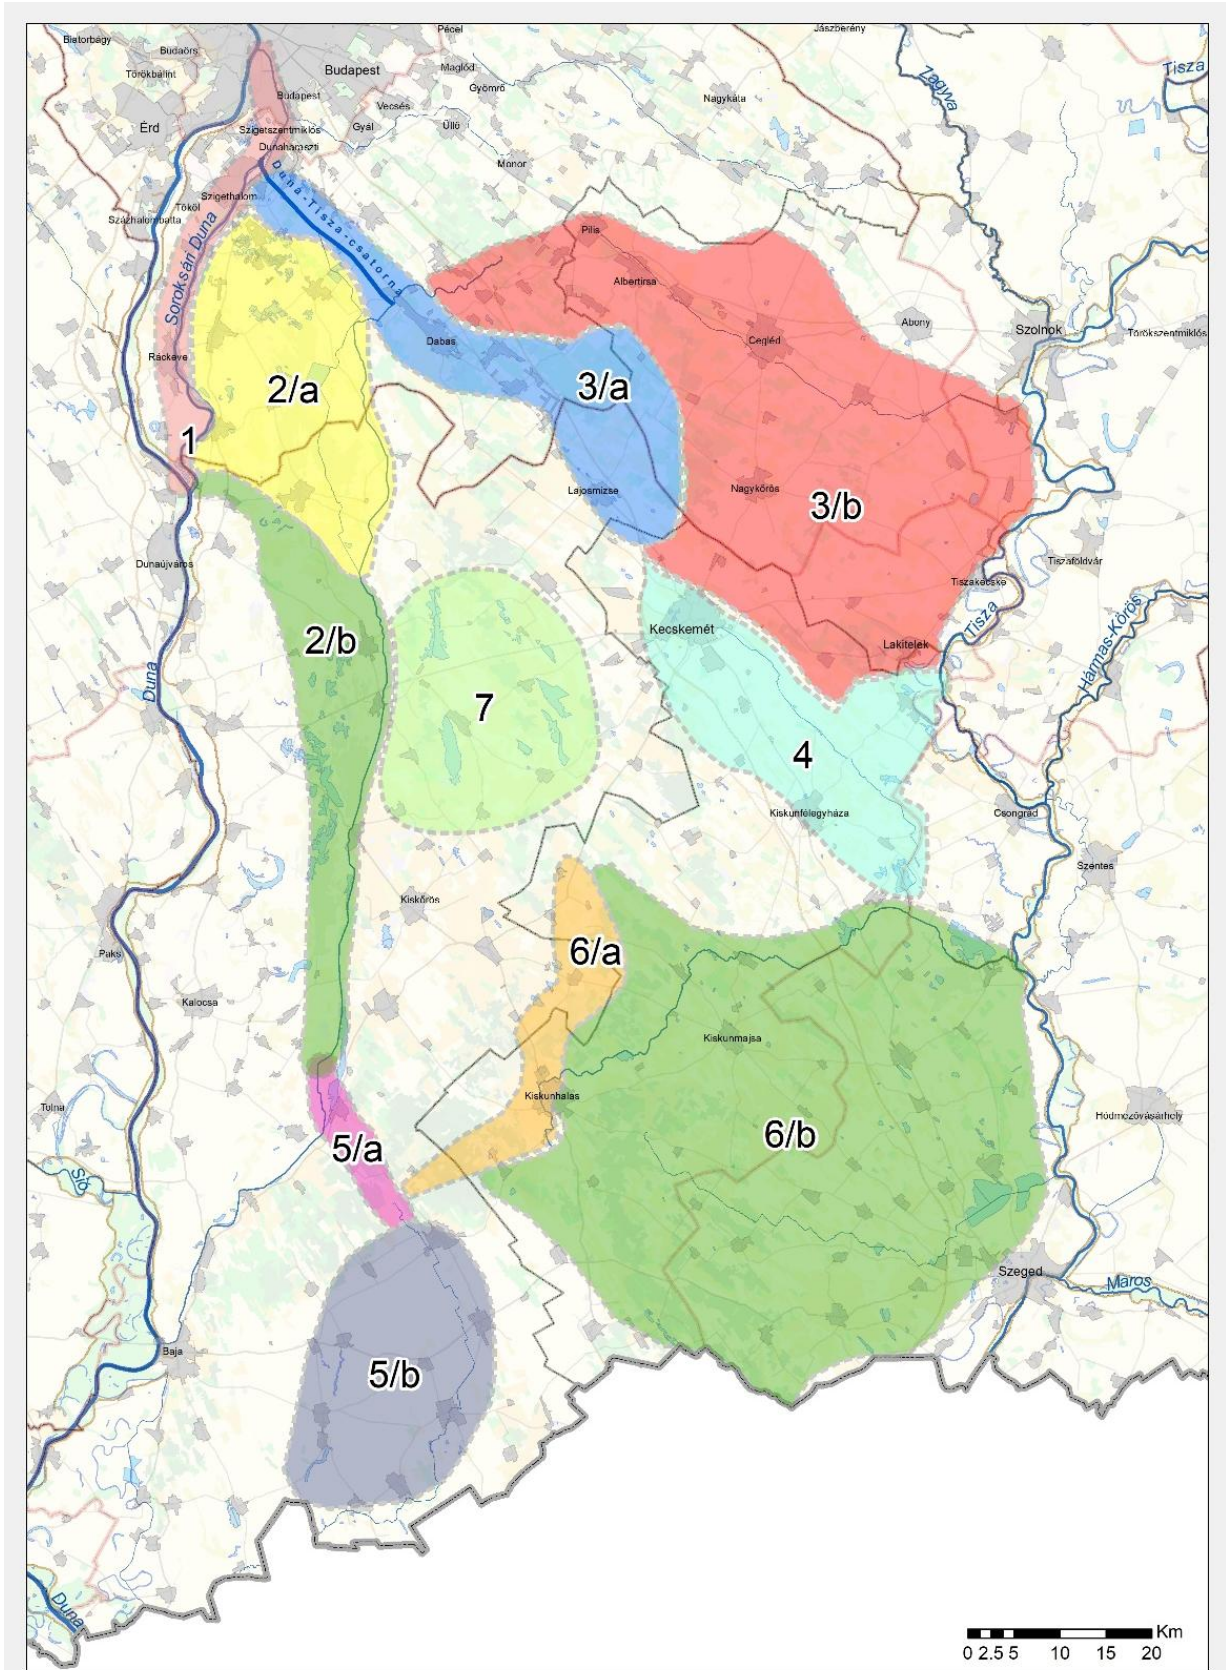 Pécel
Jászberény
Biatorbágy
Budaörs
Törökbálint
Budapest
Maglód
Gyömrő
Zagyva
Tisza
Budapest
Vecsés
Nagykáta
Érd
Gyál
Üllő
Szigetszentmiklós
Dunaharaszti
Monor
Duna-Tisza-csatorna
Szigethalom
Tököl
Százhalombatta
Soroksári Duna
Pilis
Albertirsa
Abony
Szolnok
Törökszentmiklós
Cegléd
Dabas
Ráckeve
2/a
3/a
1
Lajosmizse
Nagykőrös
3/b
Dunaújváros
Tiszaföldvár
Tiszakécske
Tisza
Hármas-Körös
Kecskemét
2/b
Lakitelek
Duna
7
4
Kiskunfélegyháza
Csongrád
Szentes
Kiskőrös
6/a
Paks
Kalocsa
Kiskunmajsa
Kiskunhalas
Tolna
Hódmezővásárhely
5/a
6/b
Sió
Szeged
Maros
Baja
5/b
Duna
Km
0 2.5 5 10 15 20